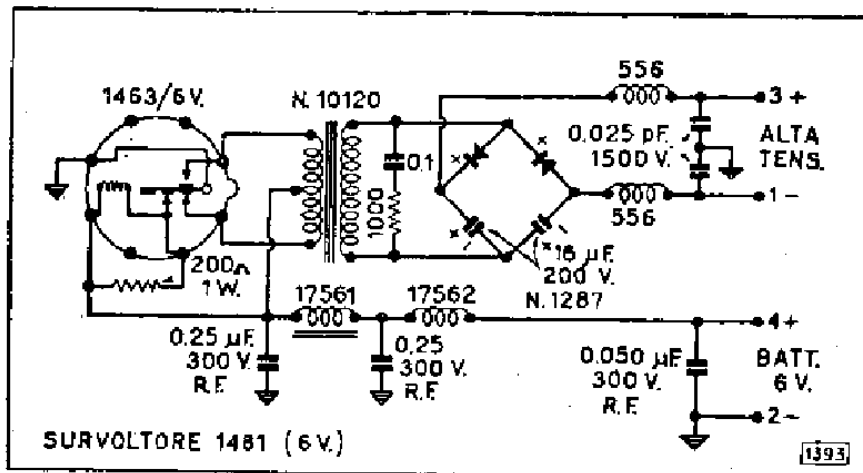 1463/6V.
N.10120
556
3+
0.025 pF.
1500 V.
ALTA
TENS.
0.1
1000
556
1-
x
x
x
*16 µF.
200 V.
N.1287
200Ω
1W.
17561
17562
4+
0.25 µF.
300 V.
R.F.
0.25
300 V.
R.F.
0.050 µF.
300 V.
R.F.
BATT.
6 V.
2-
SURVOLTORE 1481 (6V.)
1393